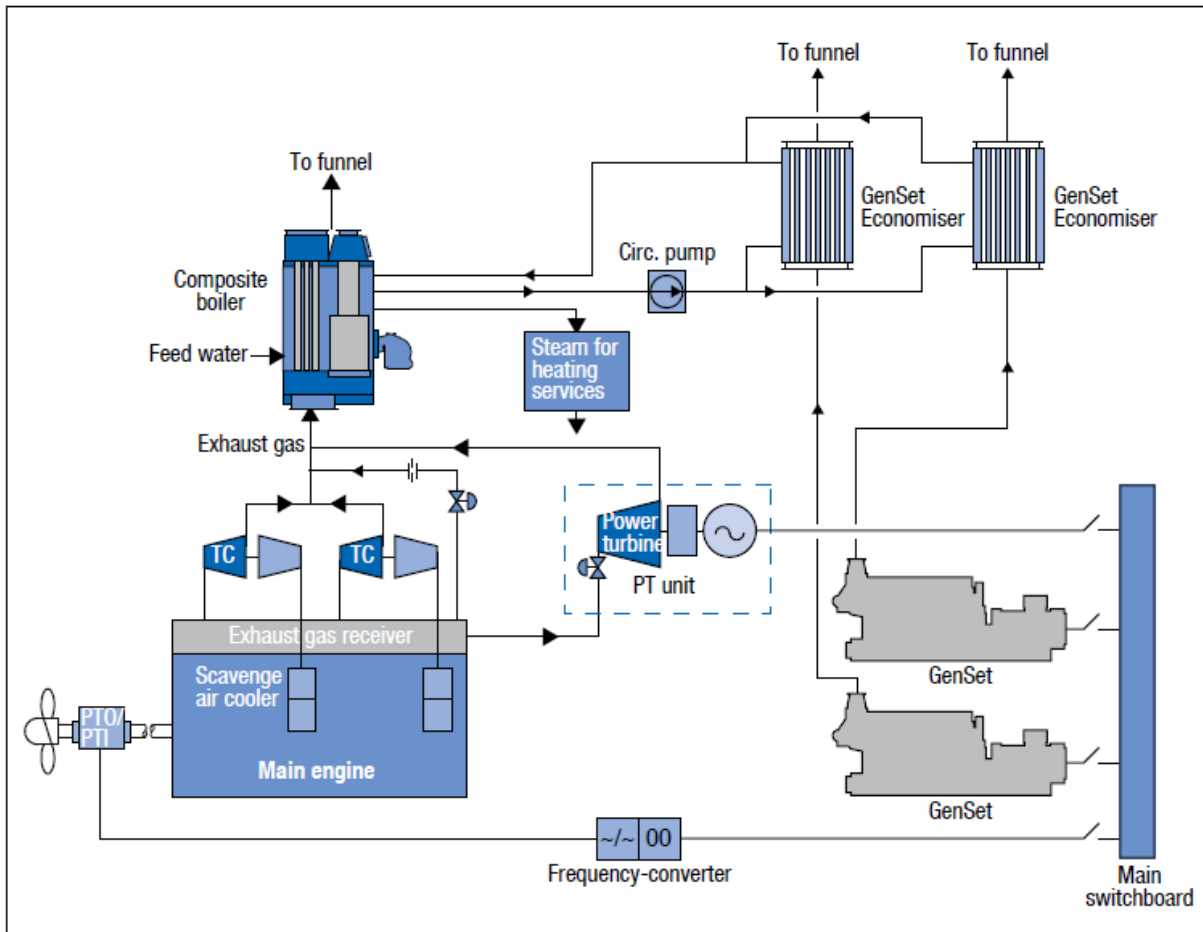 To funnel
To funnel
To funnel
GenSet
Economiser
GenSet
Economiser
Circ. pump
Composite
boiler
Feed water
Steam for
heating
services
Exhaust gas
TC
TC
Power
turbine
PT unit
Exhaust gas receiver
Scavenge
air cooler
GenSet
PTO/
PTI
Main engine
GenSet
~/~ 00
Frequency-converter
Main
switchboard